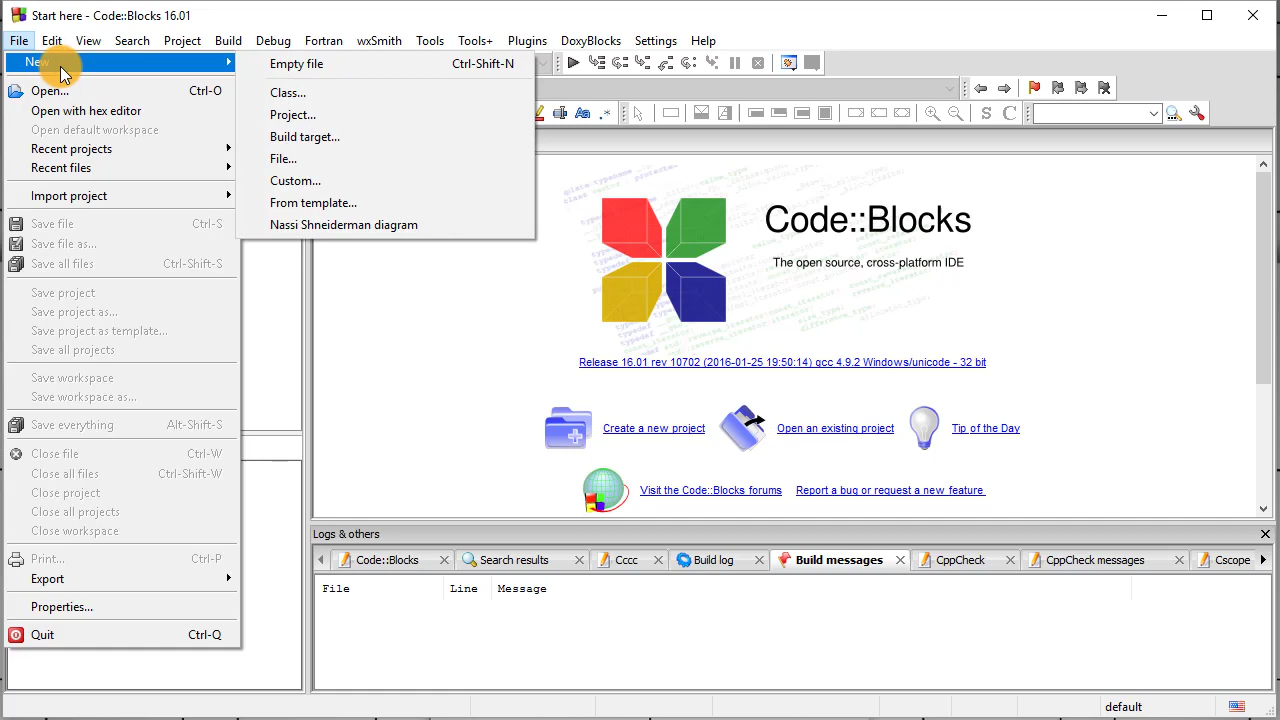 Start here - Code::Blocks 16.01
File Edit View Search Project Build Debug Fortran wxSmith Tools Tools+ Plugins DoxyBlocks Settings Help
New
Open... Ctrl-O
Open with hex editor
Open default workspace
Recent projects
Recent files
Import project
Save file Ctrl-S
Save file as...
Save all files Ctrl-Shift-S
Save project
Save project as...
Save project as template...
Save all projects
Save workspace
Save workspace as...
Save everything Alt-Shift-S
Close file Ctrl-W
Close all files Ctrl-Shift-W
Close project
Close all projects
Close workspace
Print... Ctrl-P
Export
Properties...
Quit Ctrl-Q
Empty file Ctrl-Shift-N
Class...
Project...
Build target...
File...
Custom...
From template...
Nassi Shneiderman diagram
Aa .*
S C
Code::Blocks
The open source, cross-platform IDE
Release 16.01 rev 10702 (2016-01-25 19:50:14) gcc 4.9.2 Windows/unicode - 32 bit
Create a new project Open an existing project Tip of the Day
Visit the Code::Blocks forums Report a bug or request a new feature
Logs & others
Code::Blocks Search results Cccc Build log Build messages CppCheck CppCheck messages Cscope
File Line Message
default